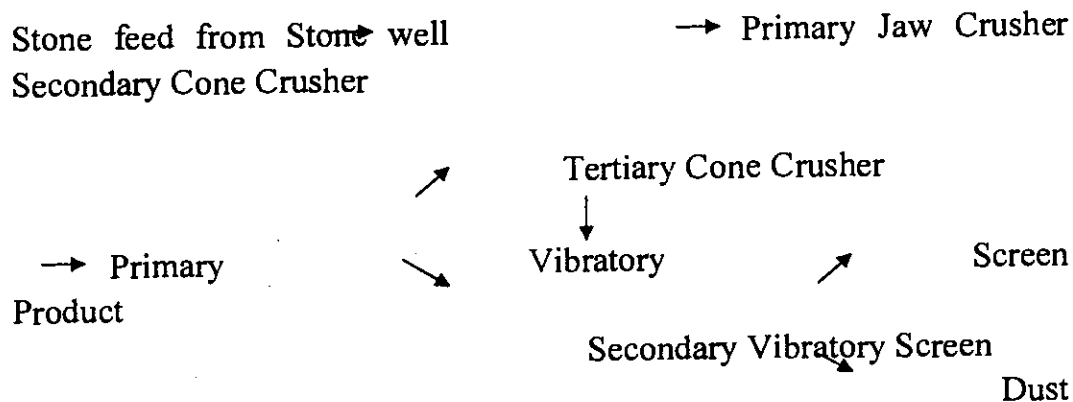 Stone feed from Stone well → Primary Jaw Crusher
Secondary Cone Crusher
Tertiary Cone Crusher
→ Primary Vibratory Screen
Product
Secondary Vibratory Screen
Dust